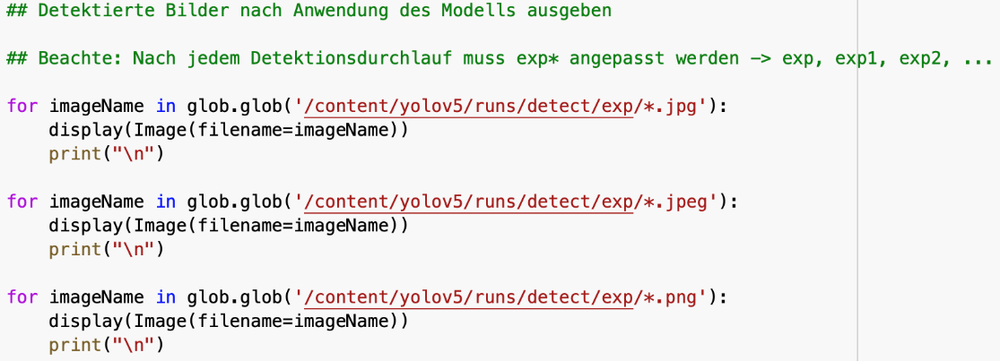 ## Detektierte Bilder nach Anwendung des Modells ausgeben
## Beachte: Nach jedem Detektionsdurchlauf muss exp* angepasst werden -> exp, exp1, exp2, ...
for imageName in glob.glob('/content/yolov5/runs/detect/exp/*.jpg'):
    display(Image(filename=imageName))
    print("\n")
for imageName in glob.glob('/content/yolov5/runs/detect/exp/*.jpeg'):
    display(Image(filename=imageName))
    print("\n")
for imageName in glob.glob('/content/yolov5/runs/detect/exp/*.png'):
    display(Image(filename=imageName))
    print("\n")